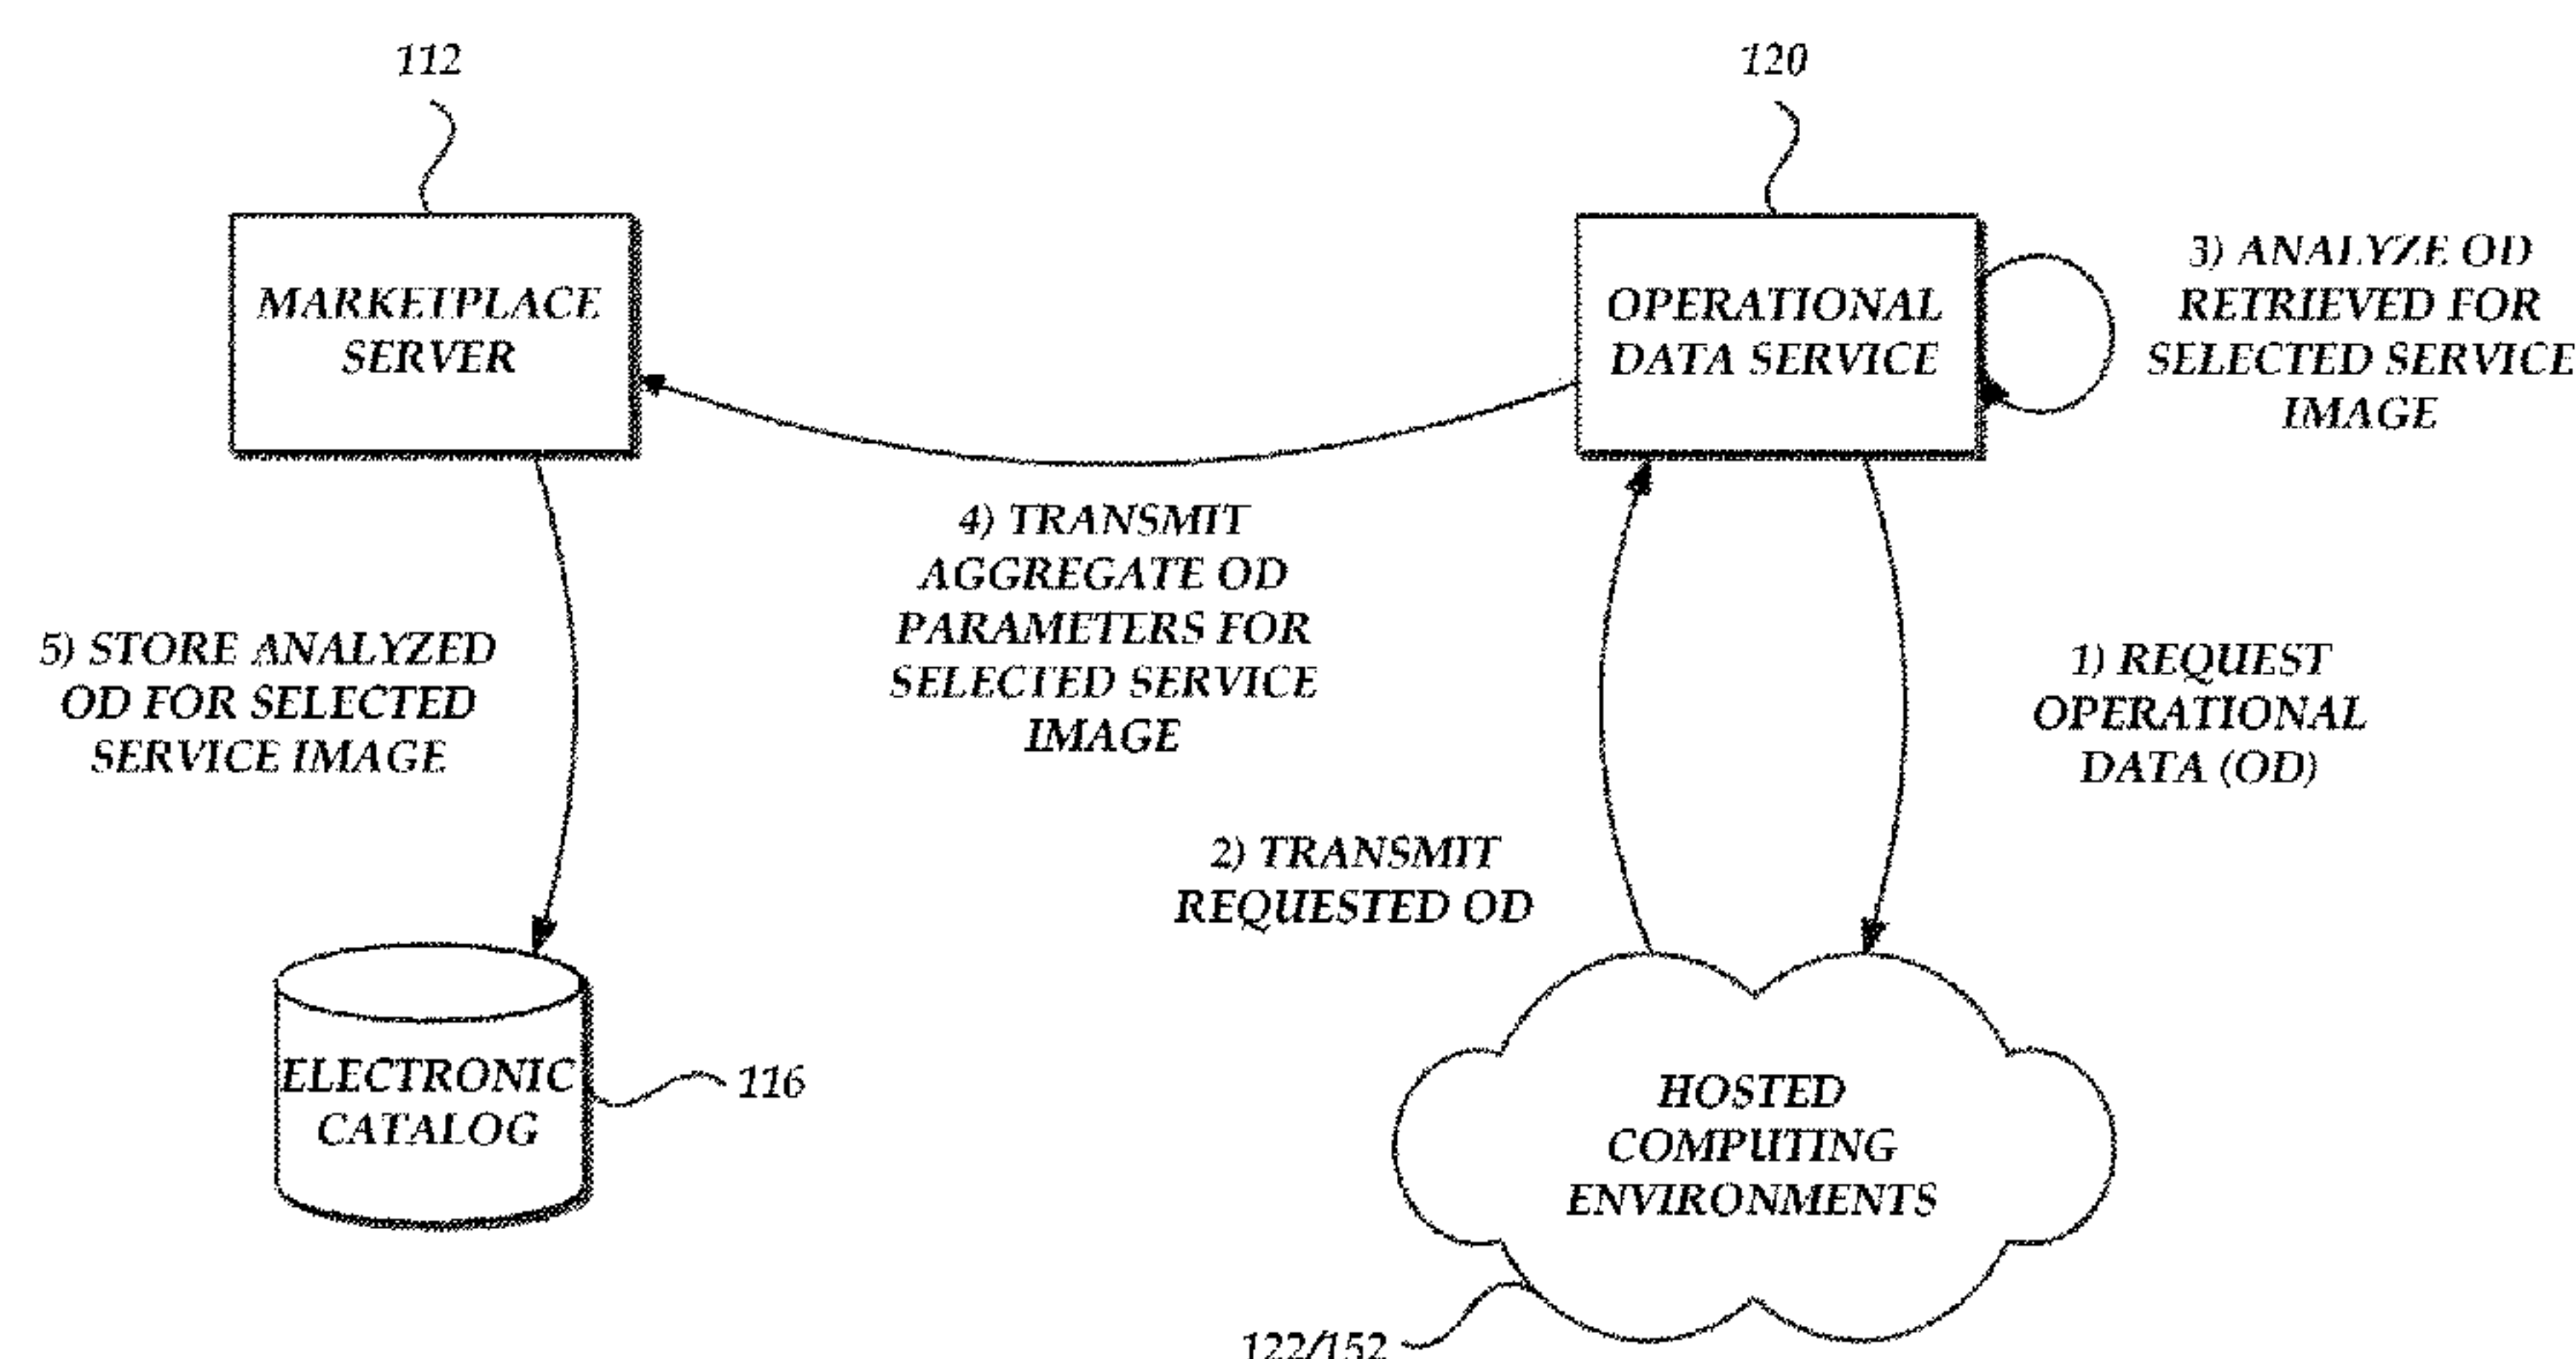 112
120
MARKETPLACE
SERVER
OPERATIONAL
DATA SERVICE
3) ANALYZE OD
RETRIEVED FOR
SELECTED SERVICE
IMAGE
4) TRANSMIT
AGGREGATE OD
PARAMETERS FOR
SELECTED SERVICE
IMAGE
5) STORE ANALYZED
OD FOR SELECTED
SERVICE IMAGE
1) REQUEST
OPERATIONAL
DATA (OD)
2) TRANSMIT
REQUESTED OD
ELECTRONIC
CATALOG
116
HOSTED
COMPUTING
ENVIRONMENTS
122/152